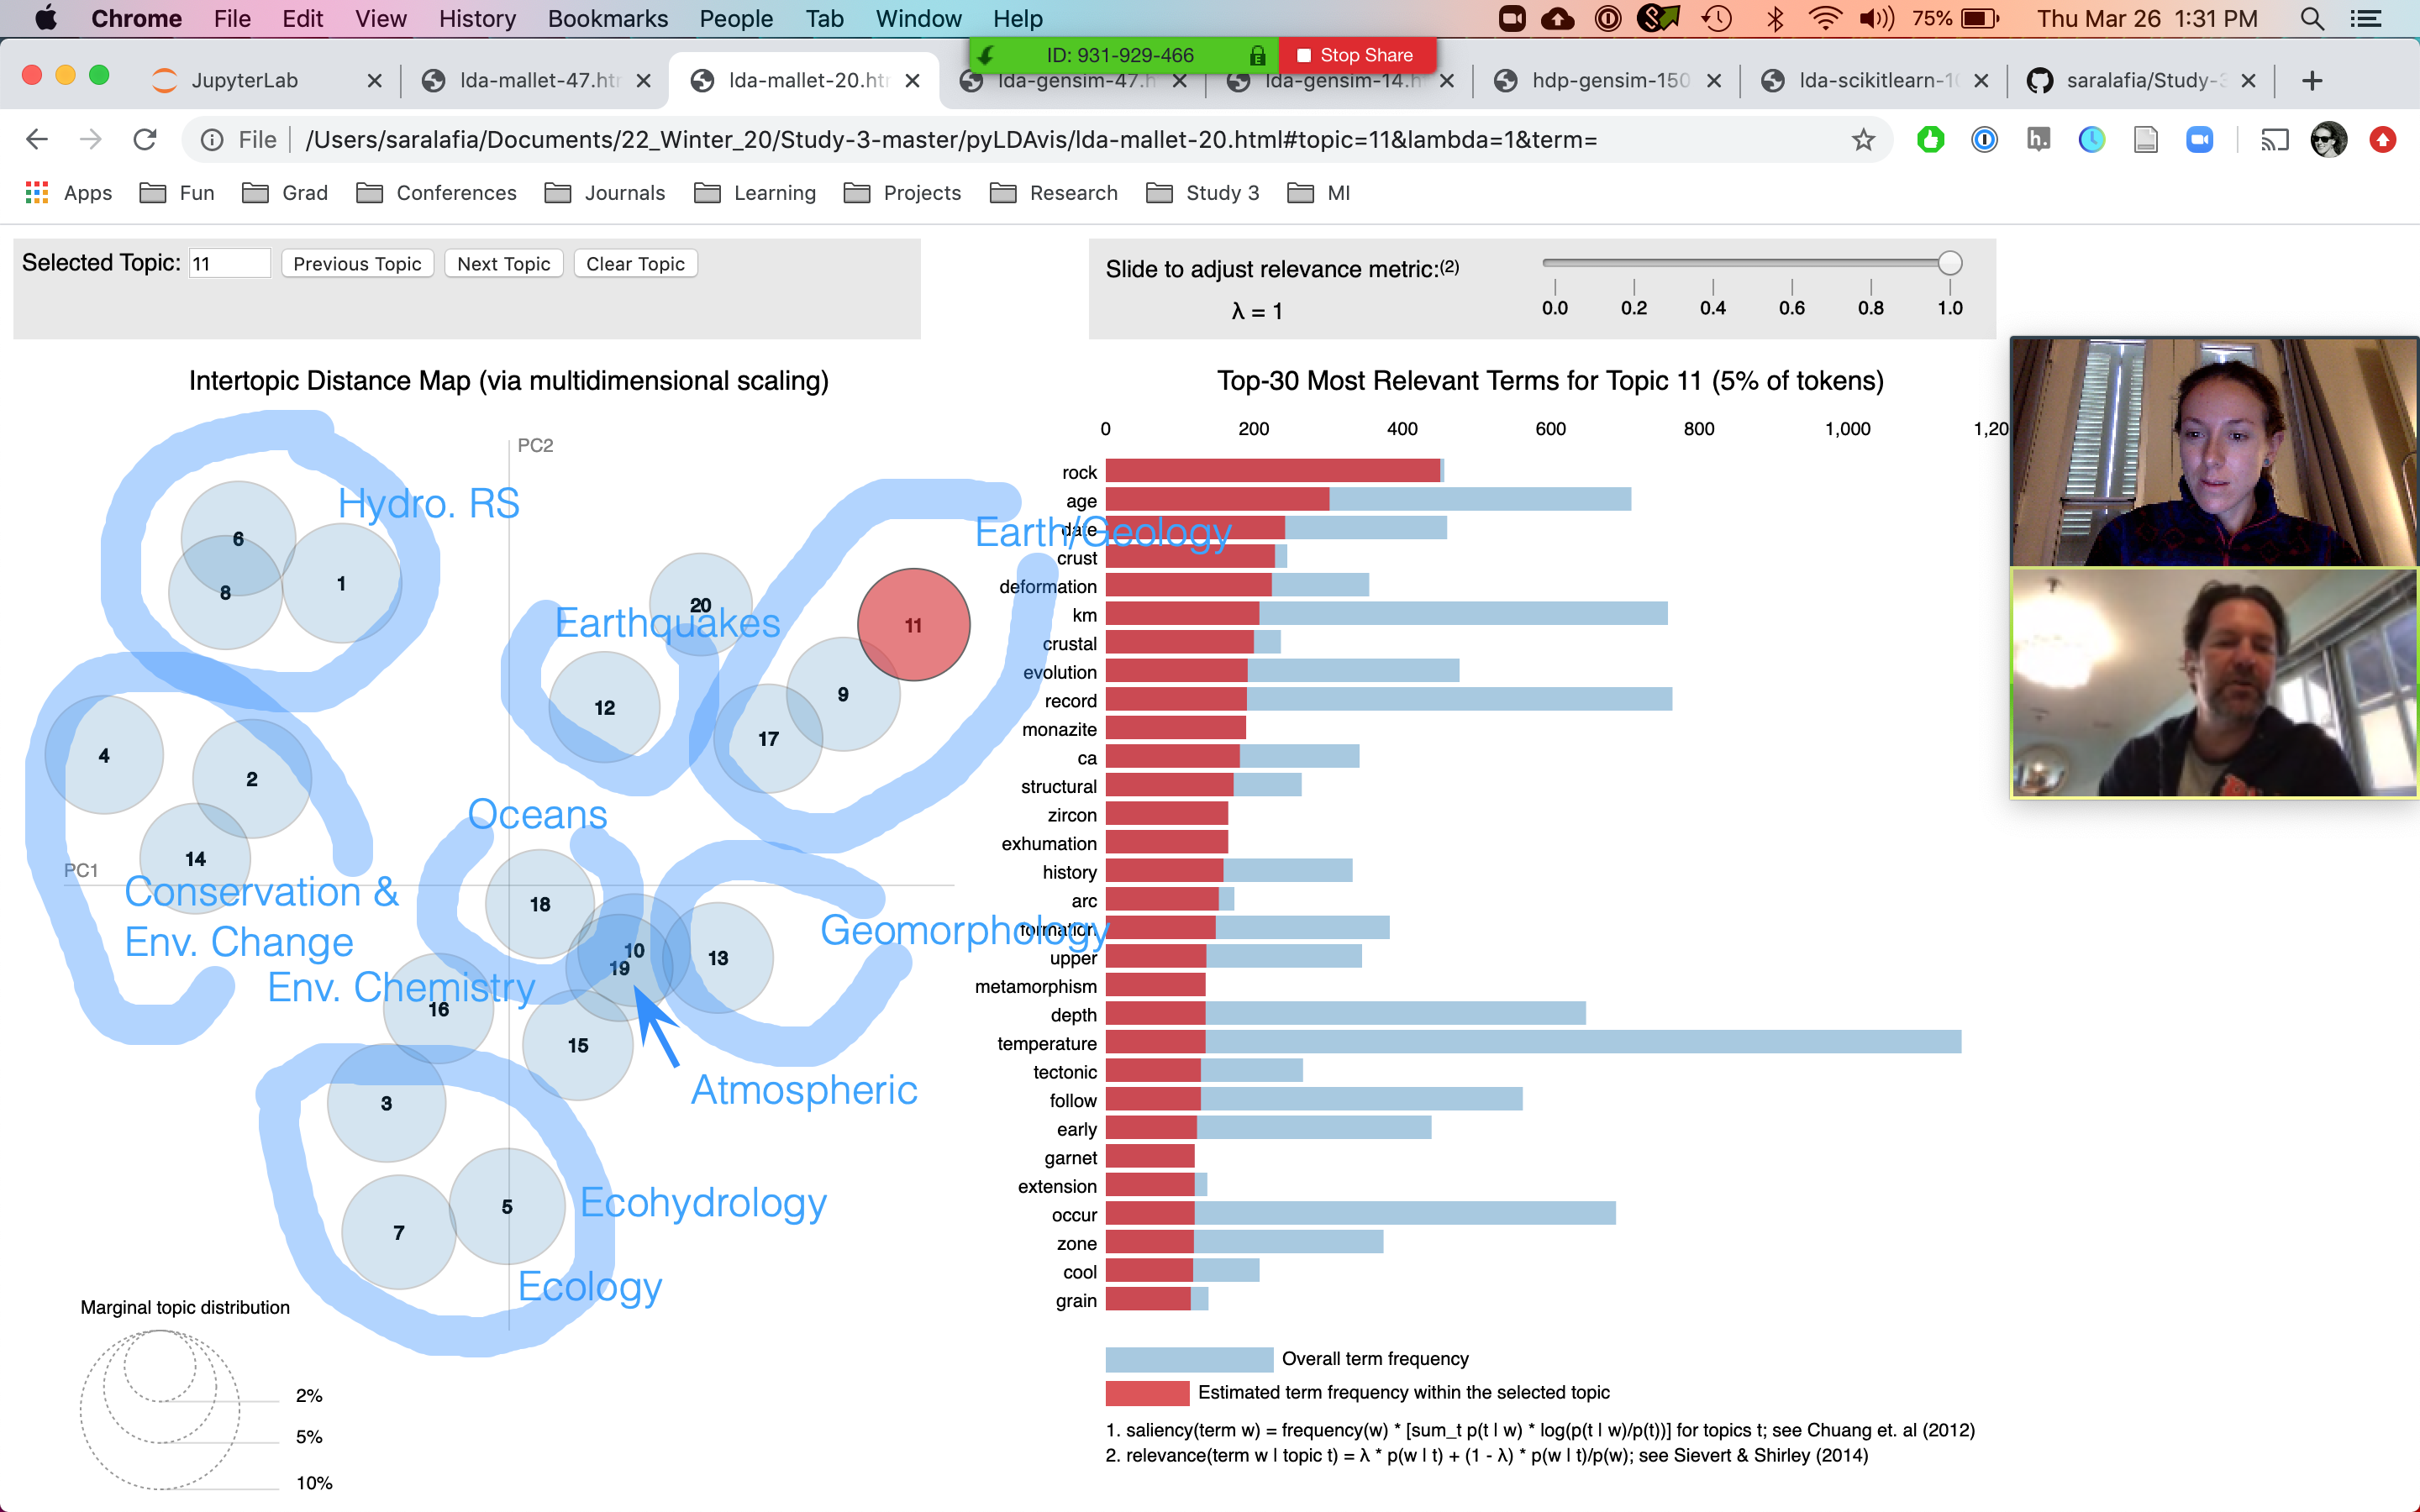 Chrome File Edit View History Bookmarks People Tab Window Help 75% Thu Mar 26 1:31 PM
ID: 931-929-466 Stop Share
JupyterLab lda-mallet-47.htm lda-mallet-20.htm lda-gensim-47.h lda-gensim-14.h hdp-gensim-150 lda-scikitlearn-10 saralafia/Study-3
File /Users/saralafia/Documents/22_Winter_20/Study-3-master/pyLDAvis/lda-mallet-20.html#topic=11&lambda=1&term=
Apps Fun Grad Conferences Journals Learning Projects Research Study 3 MI
Selected Topic: 11 Previous Topic Next Topic Clear Topic
Slide to adjust relevance metric:(2)
λ = 1
0.0 0.2 0.4 0.6 0.8 1.0
Intertopic Distance Map (via multidimensional scaling)
PC2
Hydro. RS
6
8
1
Earth/Geology
20
Earthquakes
11
12
9
17
4
2
14
Oceans
PC1
Conservation &
Env. Change
18
Geomorphology
10
19
13
Env. Chemistry
16
15
Atmospheric
3
5
Ecohydrology
7
Ecology
Marginal topic distribution
2%
5%
10%
Top-30 Most Relevant Terms for Topic 11 (5% of tokens)
0 200 400 600 800 1,000 1,20
rock
age
date
crust
deformation
km
crustal
evolution
record
monazite
ca
structural
zircon
exhumation
history
arc
formation
upper
metamorphism
depth
temperature
tectonic
follow
early
garnet
extension
occur
zone
cool
grain
Overall term frequency
Estimated term frequency within the selected topic
1. saliency(term w) = frequency(w) * [sum_t p(t | w) * log(p(t | w)/p(t))] for topics t; see Chuang et. al (2012)
2. relevance(term w | topic t) = λ * p(w | t) + (1 - λ) * p(w | t)/p(w); see Sievert & Shirley (2014)